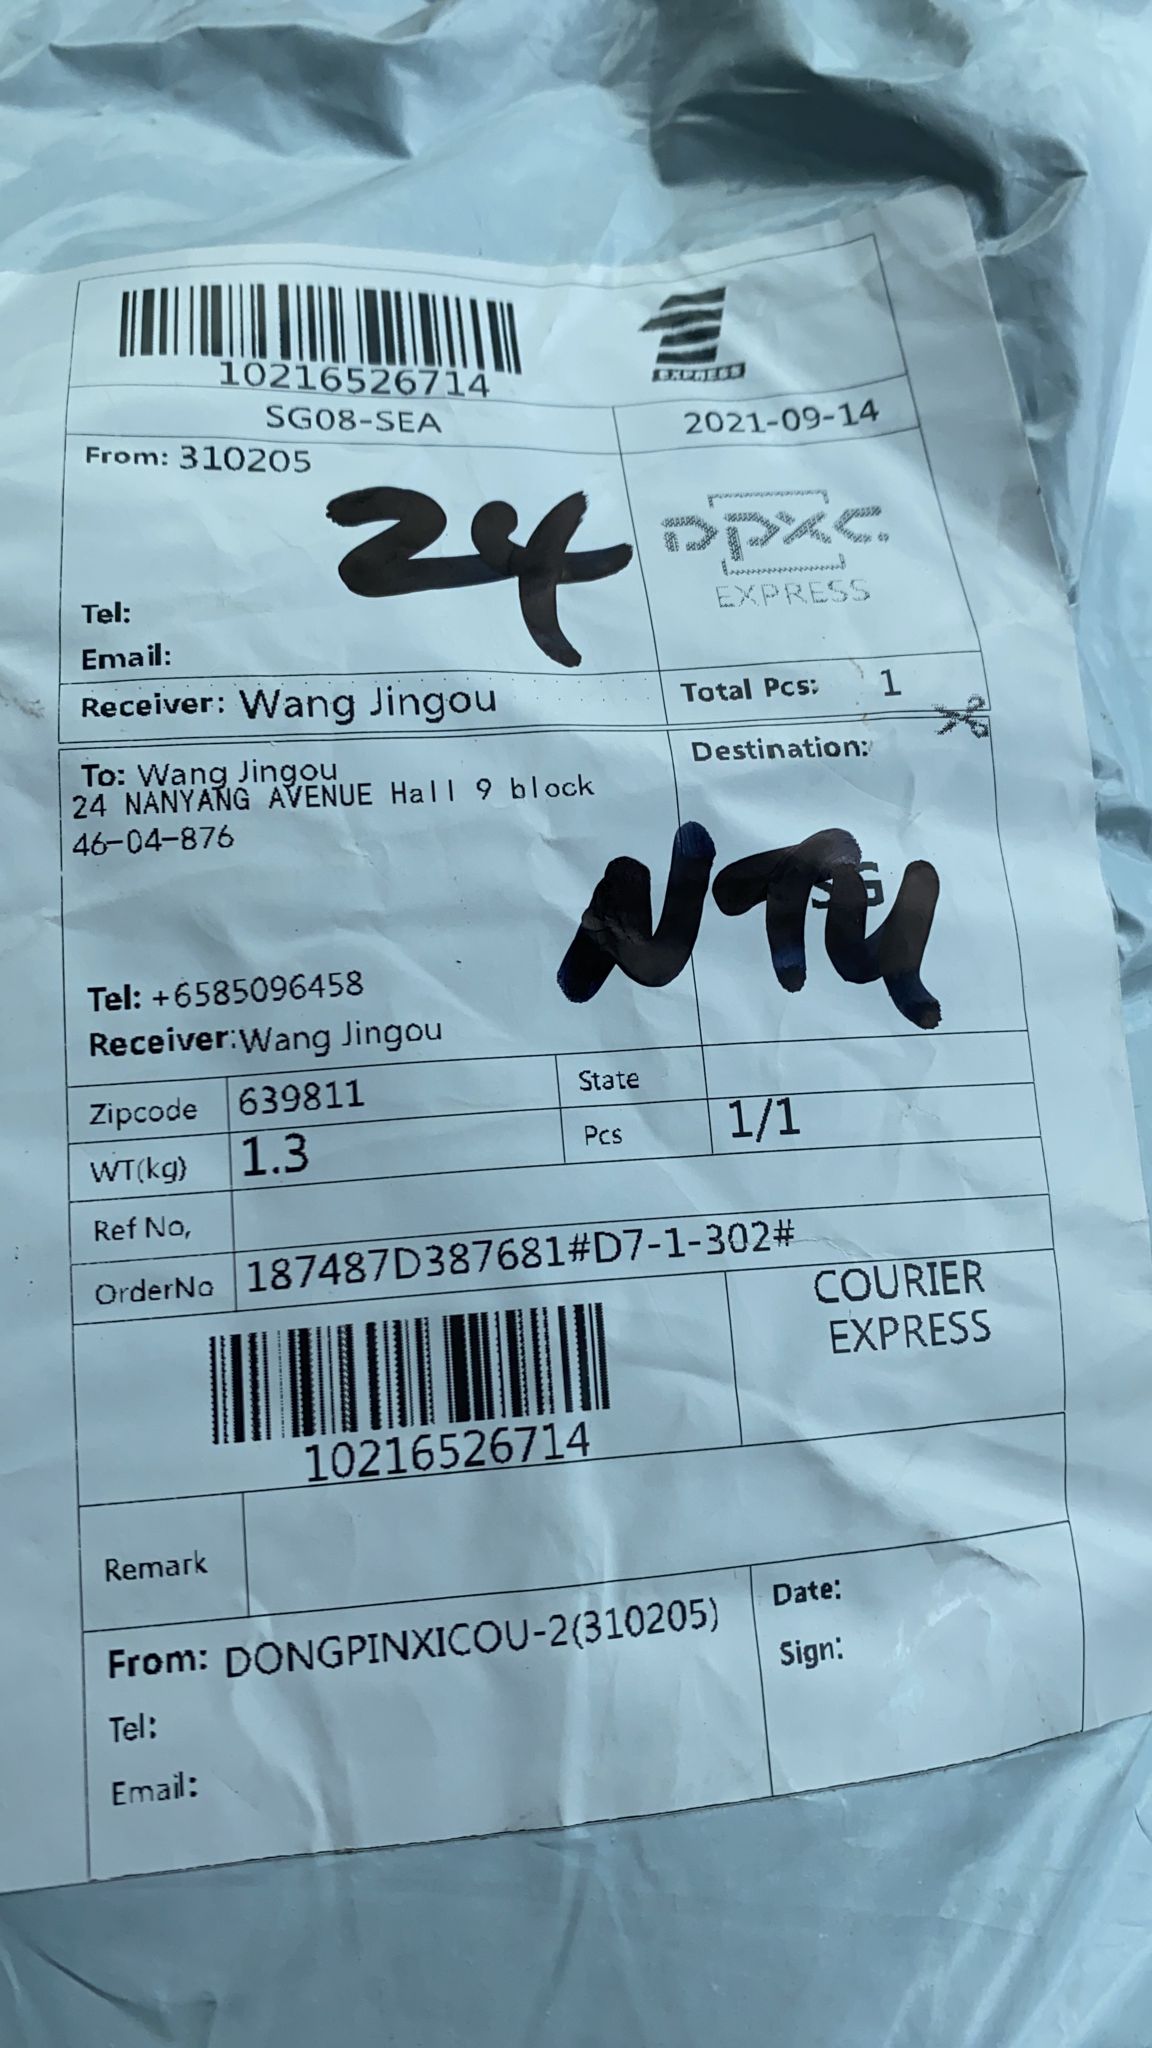 10216526714
EXPRESS
SG08-SEA
2021-09-14
From: 310205
24
DPXC.
EXPRESS
Tel:
Email:
Receiver: Wang Jingou
Total Pcs: 1
To: Wang Jingou
Destination:
24 NANYANG AVENUE Hall 9 block
46-04-876
SG
NTU
Tel: +6585096458
Receiver:Wang Jingou
Zipcode 639811 State
WT(kg) 1.3 Pcs 1/1
Ref No,
OrderNo 187487D387681#D7-1-302#
COURIER
EXPRESS
10216526714
Remark
From: DONGPINXICOU-2(310205)
Tel:
Email:
Date:
Sign: